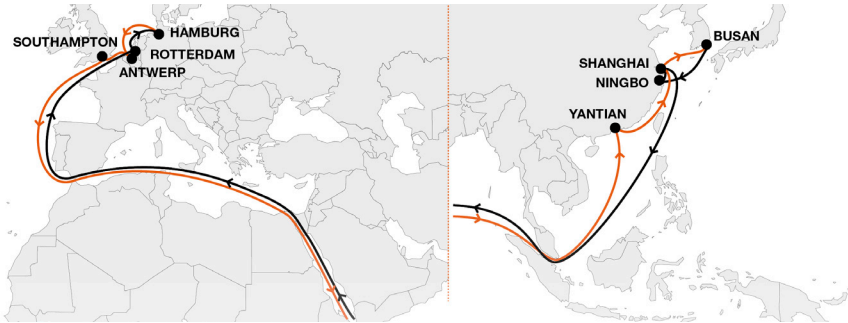 HAMBURG
SOUTHAMPTON
ROTTERDAM
ANTWERP
BUSAN
SHANGHAI
NINGBO
YANTIAN